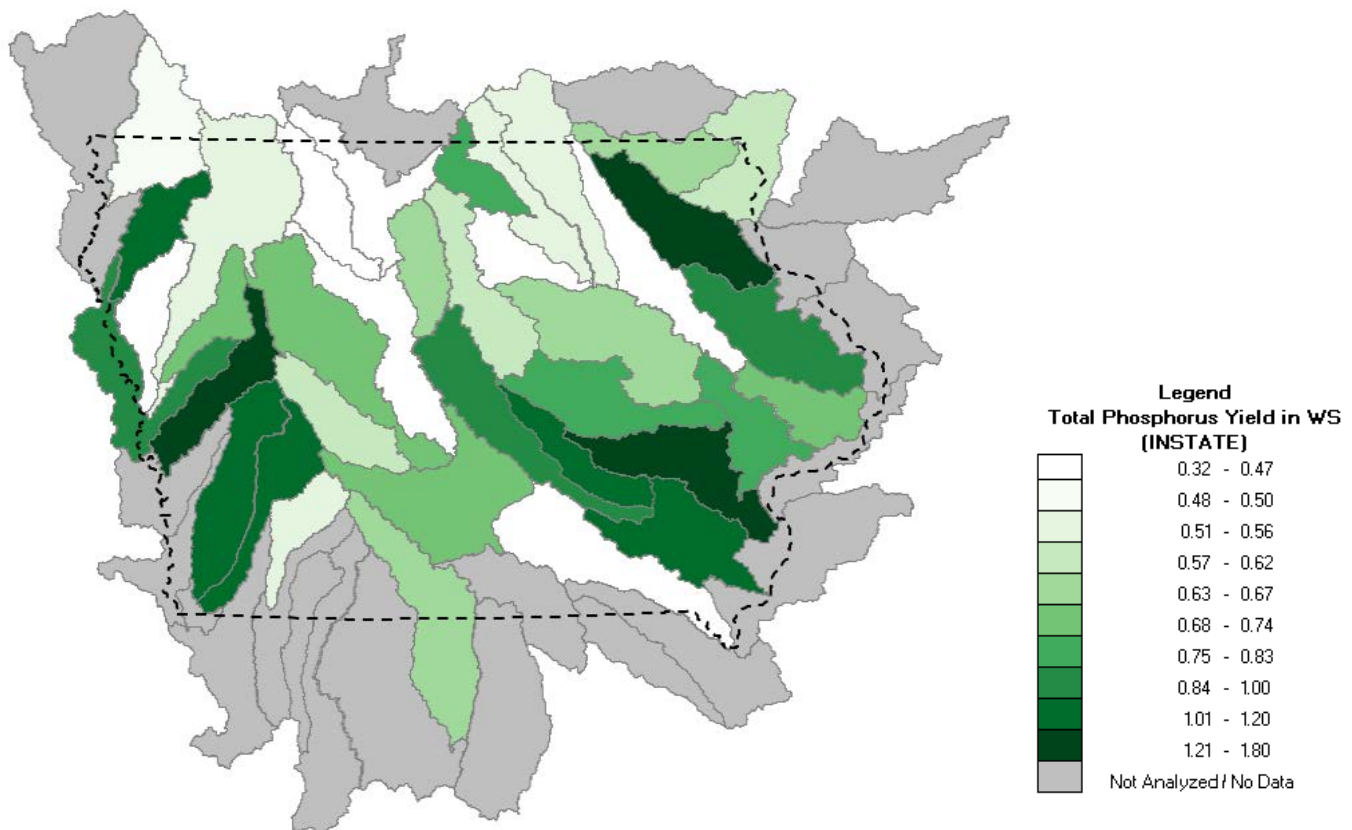 Legend
Total Phosphorus Yield in WS
(INSTATE)
0.32 - 0.47
0.48 - 0.50
0.51 - 0.56
0.57 - 0.62
0.63 - 0.67
0.68 - 0.74
0.75 - 0.83
0.84 - 1.00
1.01 - 1.20
1.21 - 1.80
Not Analyzed / No Data